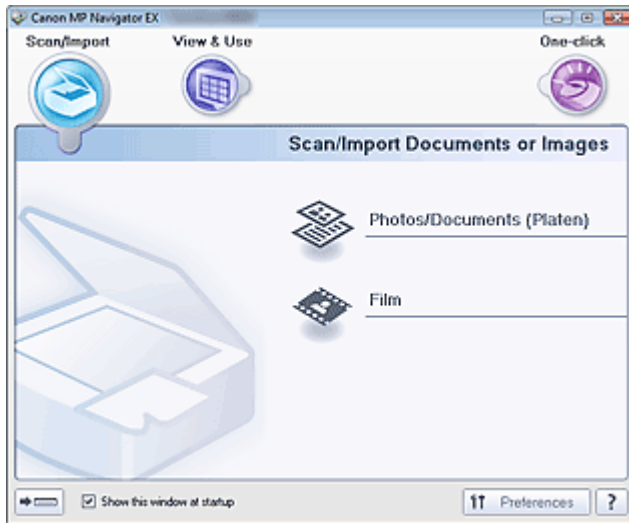 Canon MP Navigator EX
Scan/Import
View & Use
One-click
Scan/Import Documents or Images
Photos/Documents (Platen)
Film
Show this window at startup
Preferences
?